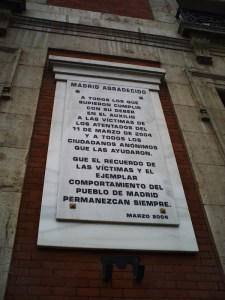 MADRID AGRADECIDO
A TODOS LOS QUE
SUPIERON CUMPLIR
CON SU DEBER
EN EL AUXILIO
A LAS VÍCTIMAS DE
LOS ATENTADOS DEL
11 DE MARZO DE 2004
Y A TODOS LOS
CIUDADANOS ANÓNIMOS
QUE LAS AYUDARON.
QUE EL RECUERDO DE
LAS VÍCTIMAS Y EL
EJEMPLAR
COMPORTAMIENTO DEL
PUEBLO DE MADRID
PERMANEZCAN SIEMPRE.
MARZO 2004